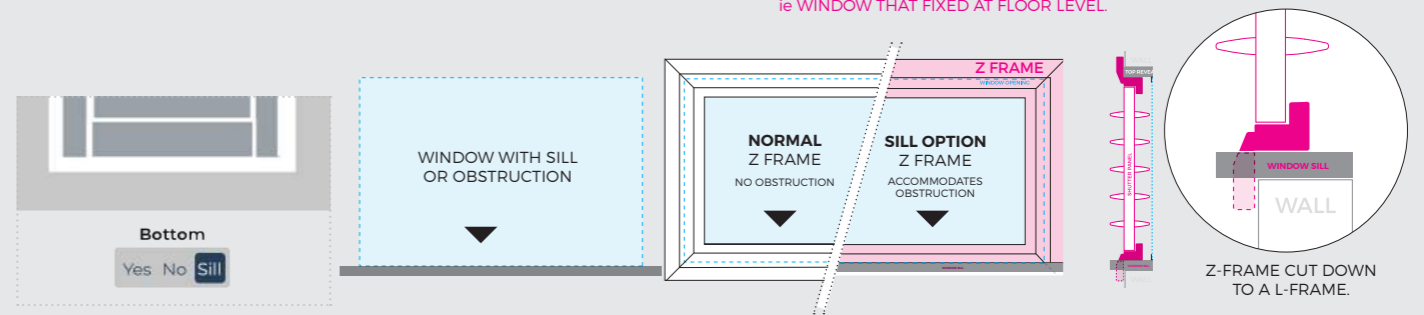 ie WINDOW THAT FIXED AT FLOOR LEVEL.
Bottom
Yes No Sill
WINDOW WITH SILL
OR OBSTRUCTION
Z FRAME
WINDOW OPENING
NORMAL
Z FRAME
NO OBSTRUCTION
SILL OPTION
Z FRAME
ACCOMMODATES
OBSTRUCTION
SHUTTER PANEL
WINDOW SILL
WALL
Z-FRAME CUT DOWN
TO A L-FRAME.